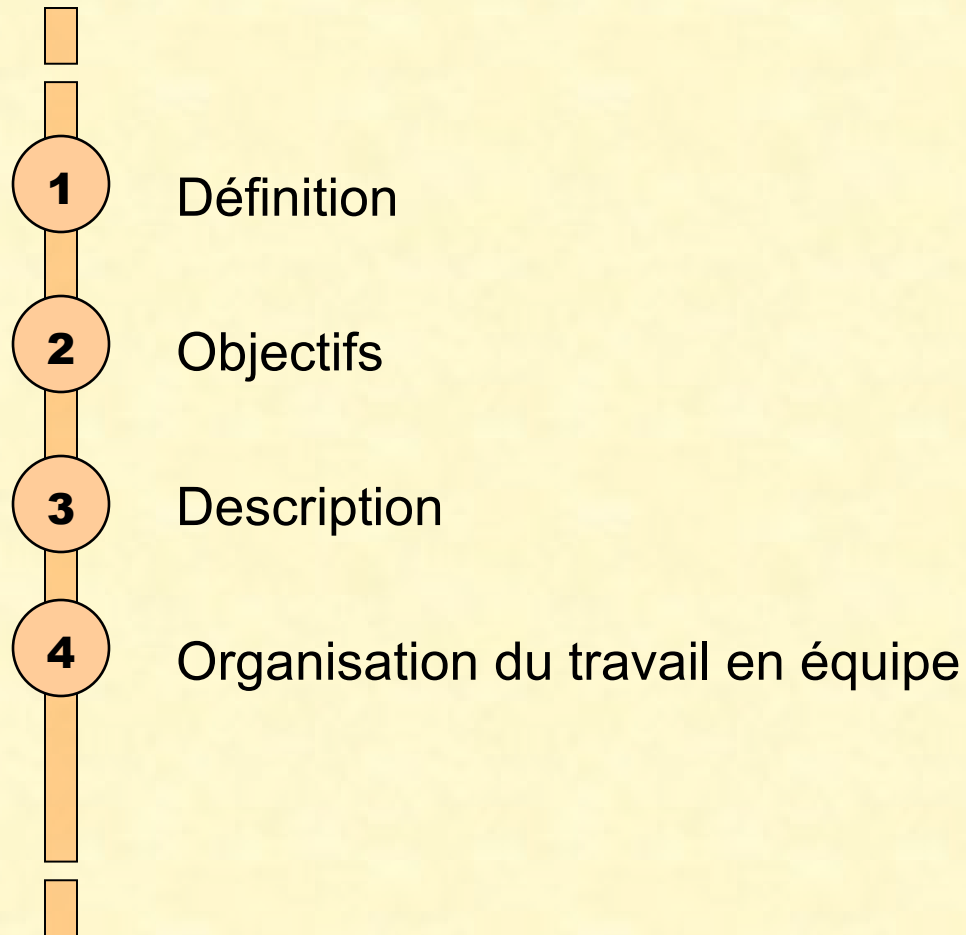 1 Définition
2 Objectifs
3 Description
4 Organisation du travail en équipe